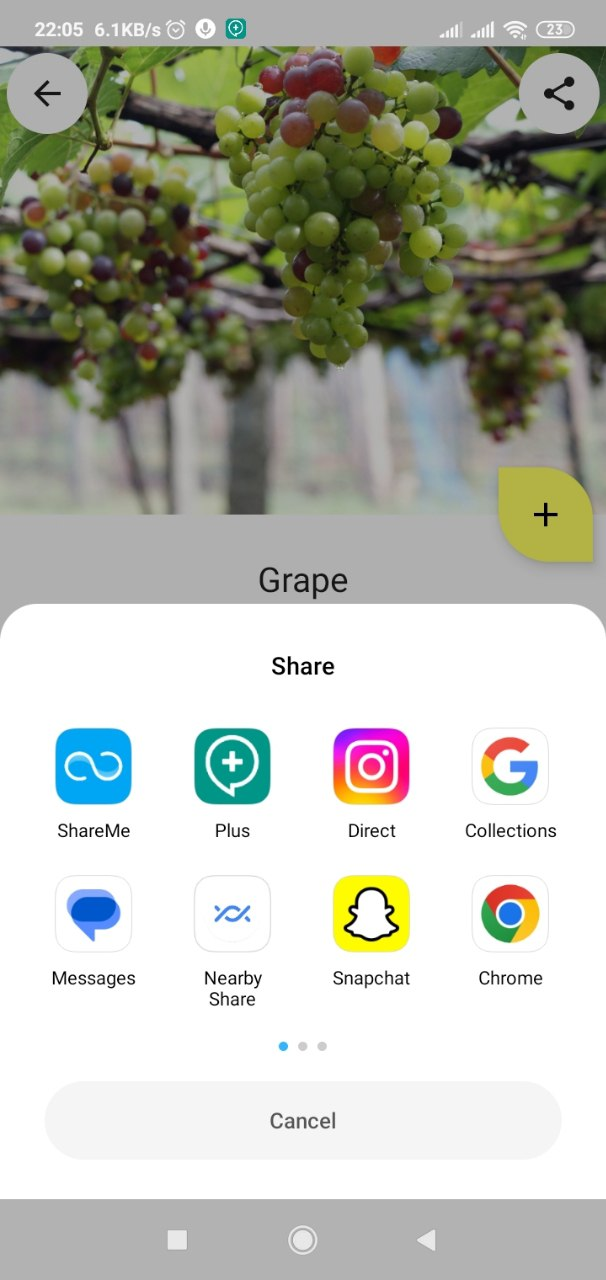 22:05 6.1KB/s 23
Grape
Share
ShareMe Plus Direct Collections
Messages Nearby Share Snapchat Chrome
Cancel